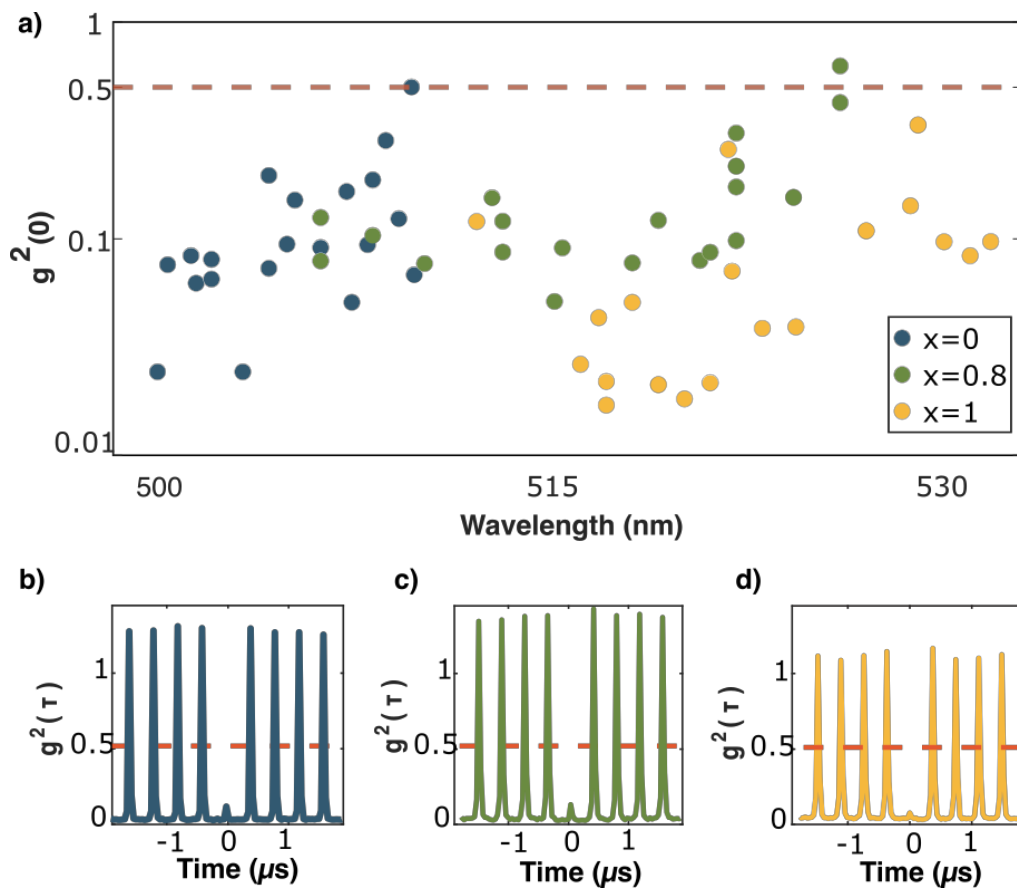 a)
1
0.5
0.1
0.01
g²(0)
x=0
x=0.8
x=1
500 515 530
Wavelength (nm)
b)
1
0.5
0
g²(τ)
-1 0 1
Time (µs)
c)
1
0.5
0
g²(τ)
-1 0 1
Time (µs)
d)
1
0.5
0
g²(τ)
-1 0 1
Time (µs)